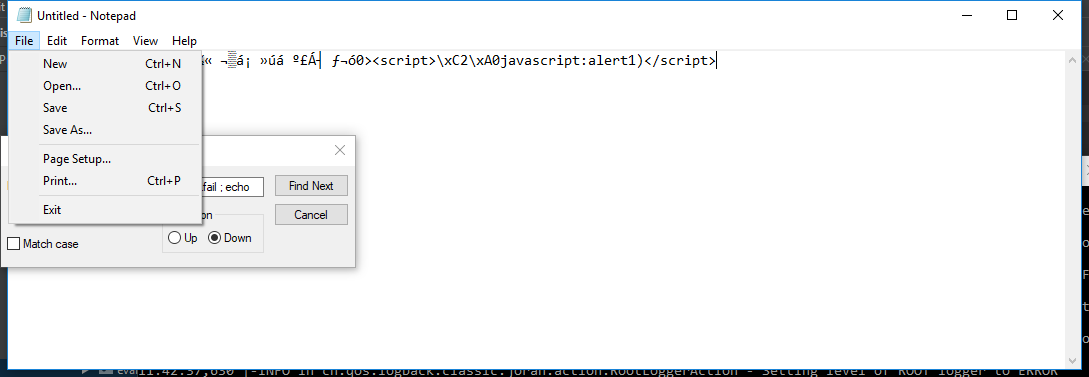 Untitled - Notepad
File Edit Format View Help
á¡ »úá º£Á┤ ƒ¬ó0><script>\xC2\xA0javascript:alert1)</script>
New Ctrl+N
Open... Ctrl+O
Save Ctrl+S
Save As...
Page Setup...
Print... Ctrl+P
Exit
fail ; echo
Find Next
Cancel
Up Down
Match case
11:42:37,630 |-INFO in ch.qos.logback.classic.joran.action.RootLoggerAction - Setting level of ROOT logger to ERROR